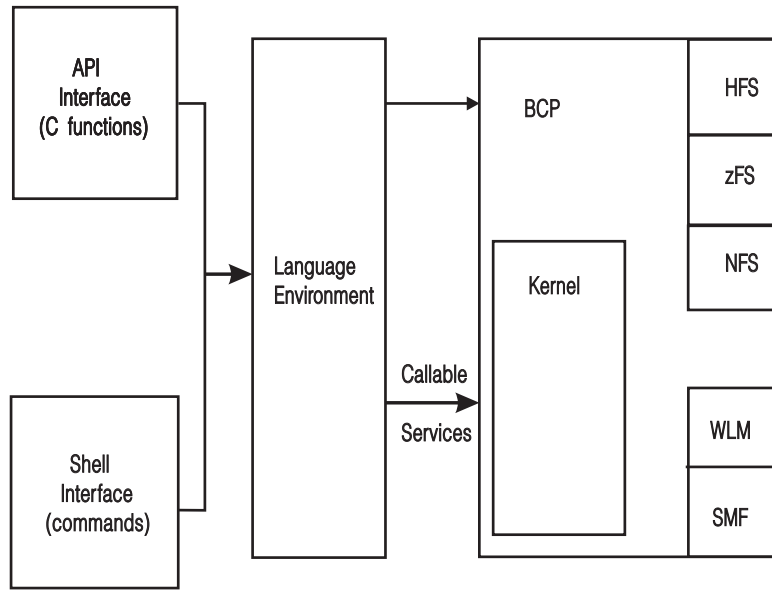 API
Interface
(C functions)
Shell
Interface
(commands)
Language
Environment
Callable
Services
BCP
Kernel
HFS
zFS
NFS
WLM
SMF